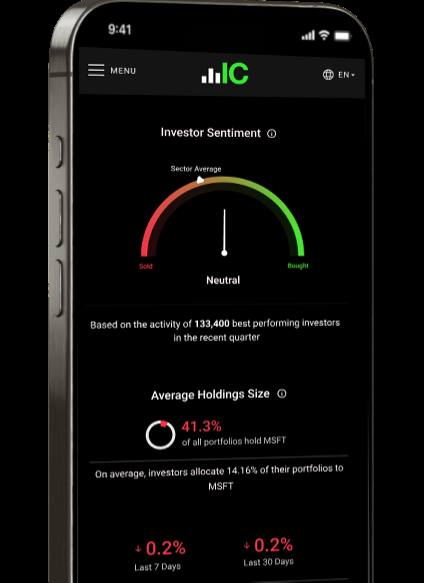 9:41
MENU
IC
EN
Investor Sentiment
Sector Average
Sold
Bought
Neutral
Based on the activity of 133,400 best performing investors
in the recent quarter
Average Holdings Size
41.3%
of all portfolios hold MSFT
On average, investors allocate 14.16% of their portfolios to
MSFT
0.2%
0.2%
Last 7 Days
Last 30 Days